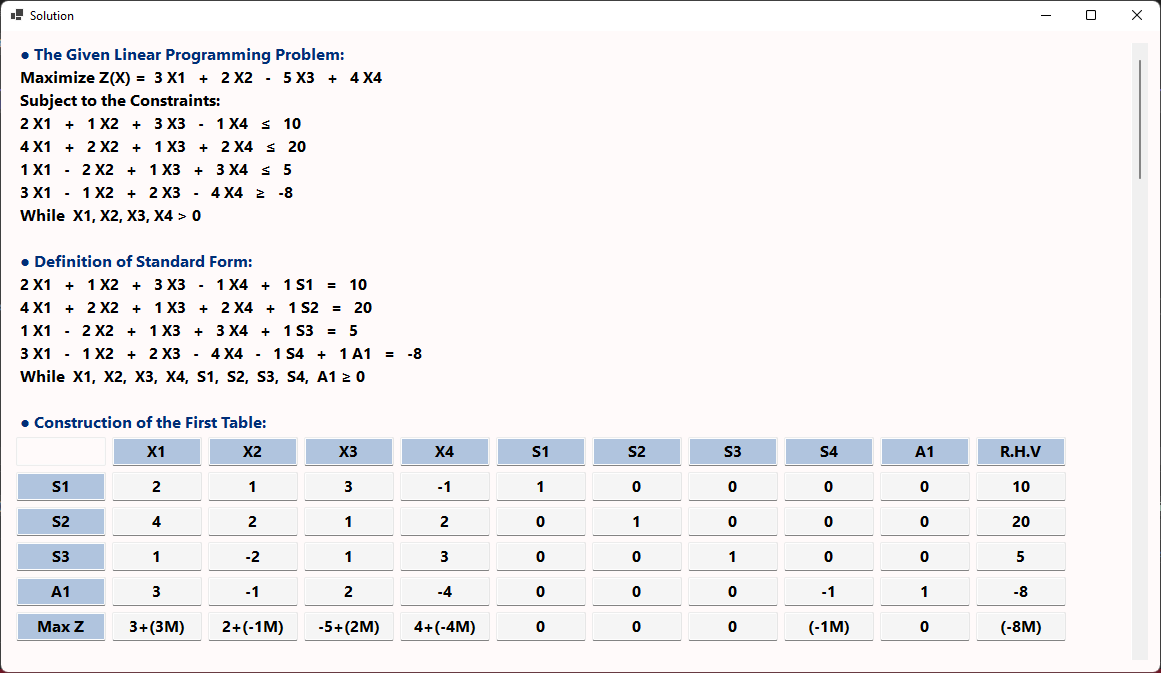 Solution
● The Given Linear Programming Problem:
Maximize Z(X) = 3 X1 + 2 X2 - 5 X3 + 4 X4
Subject to the Constraints:
2 X1 + 1 X2 + 3 X3 - 1 X4 ≤ 10
4 X1 + 2 X2 + 1 X3 + 2 X4 ≤ 20
1 X1 - 2 X2 + 1 X3 + 3 X4 ≤ 5
3 X1 - 1 X2 + 2 X3 - 4 X4 ≥ -8
While X1, X2, X3, X4 > 0
● Definition of Standard Form:
2 X1 + 1 X2 + 3 X3 - 1 X4 + 1 S1 = 10
4 X1 + 2 X2 + 1 X3 + 2 X4 + 1 S2 = 20
1 X1 - 2 X2 + 1 X3 + 3 X4 + 1 S3 = 5
3 X1 - 1 X2 + 2 X3 - 4 X4 - 1 S4 + 1 A1 = -8
While X1, X2, X3, X4, S1, S2, S3, S4, A1 ≥ 0
● Construction of the First Table:
X1 X2 X3 X4 S1 S2 S3 S4 A1 R.H.V
S1 2 1 3 -1 1 0 0 0 0 10
S2 4 2 1 2 0 1 0 0 0 20
S3 1 -2 1 3 0 0 1 0 0 5
A1 3 -1 2 -4 0 0 0 -1 1 -8
Max Z 3+(3M) 2+(-1M) -5+(2M) 4+(-4M) 0 0 0 (-1M) 0 (-8M)